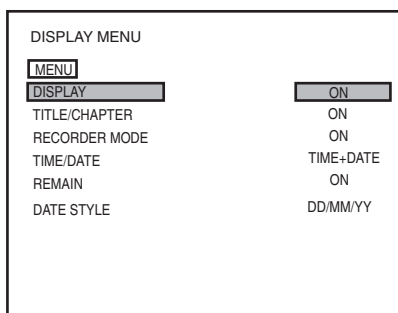 DISPLAY MENU
MENU
DISPLAY ON
TITLE/CHAPTER ON
RECORDER MODE ON
TIME/DATE TIME+DATE
REMAIN ON
DATE STYLE DD/MM/YY